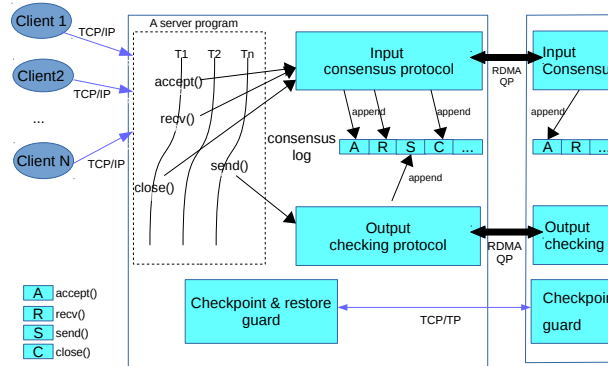 Client 1
TCP/IP
Client2
TCP/IP
...
Client N
TCP/IP
A server program
T1 T2 Tn
accept()
recv()
close()
send()
Input
consensus protocol
append
append
append
consensus
log
A R S C ...
append
Output
checking protocol
Checkpoint & restore
guard
RDMA
QP
RDMA
QP
TCP/TP
Input
Consensu
append
A R ...
Output
checking
Checkpoin
guard
A accept()
R recv()
S send()
C close()